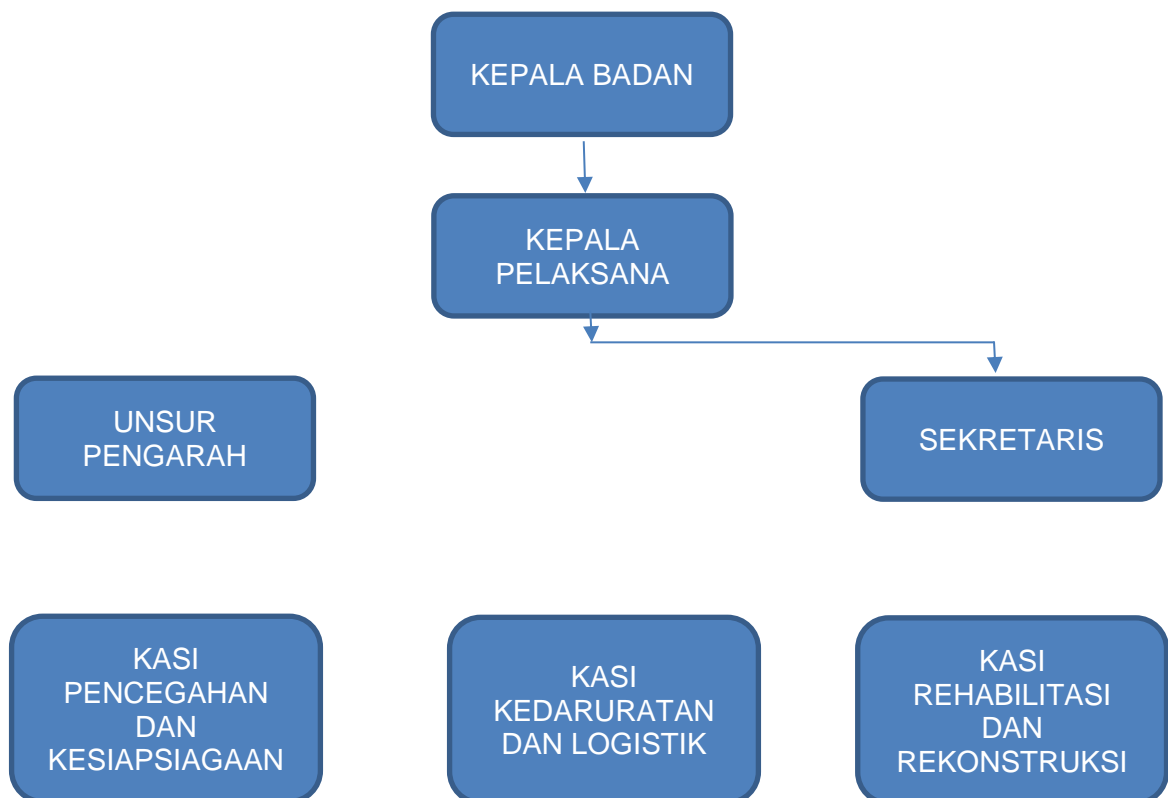 KEPALA BADAN
KEPALA
PELAKSANA
UNSUR
PENGARAH
SEKRETARIS
KASI
PENCEGAHAN
DAN
KESIAPSIAGAAN
KASI
KEDARURATAN
DAN LOGISTIK
KASI
REHABILITASI
DAN
REKONSTRUKSI